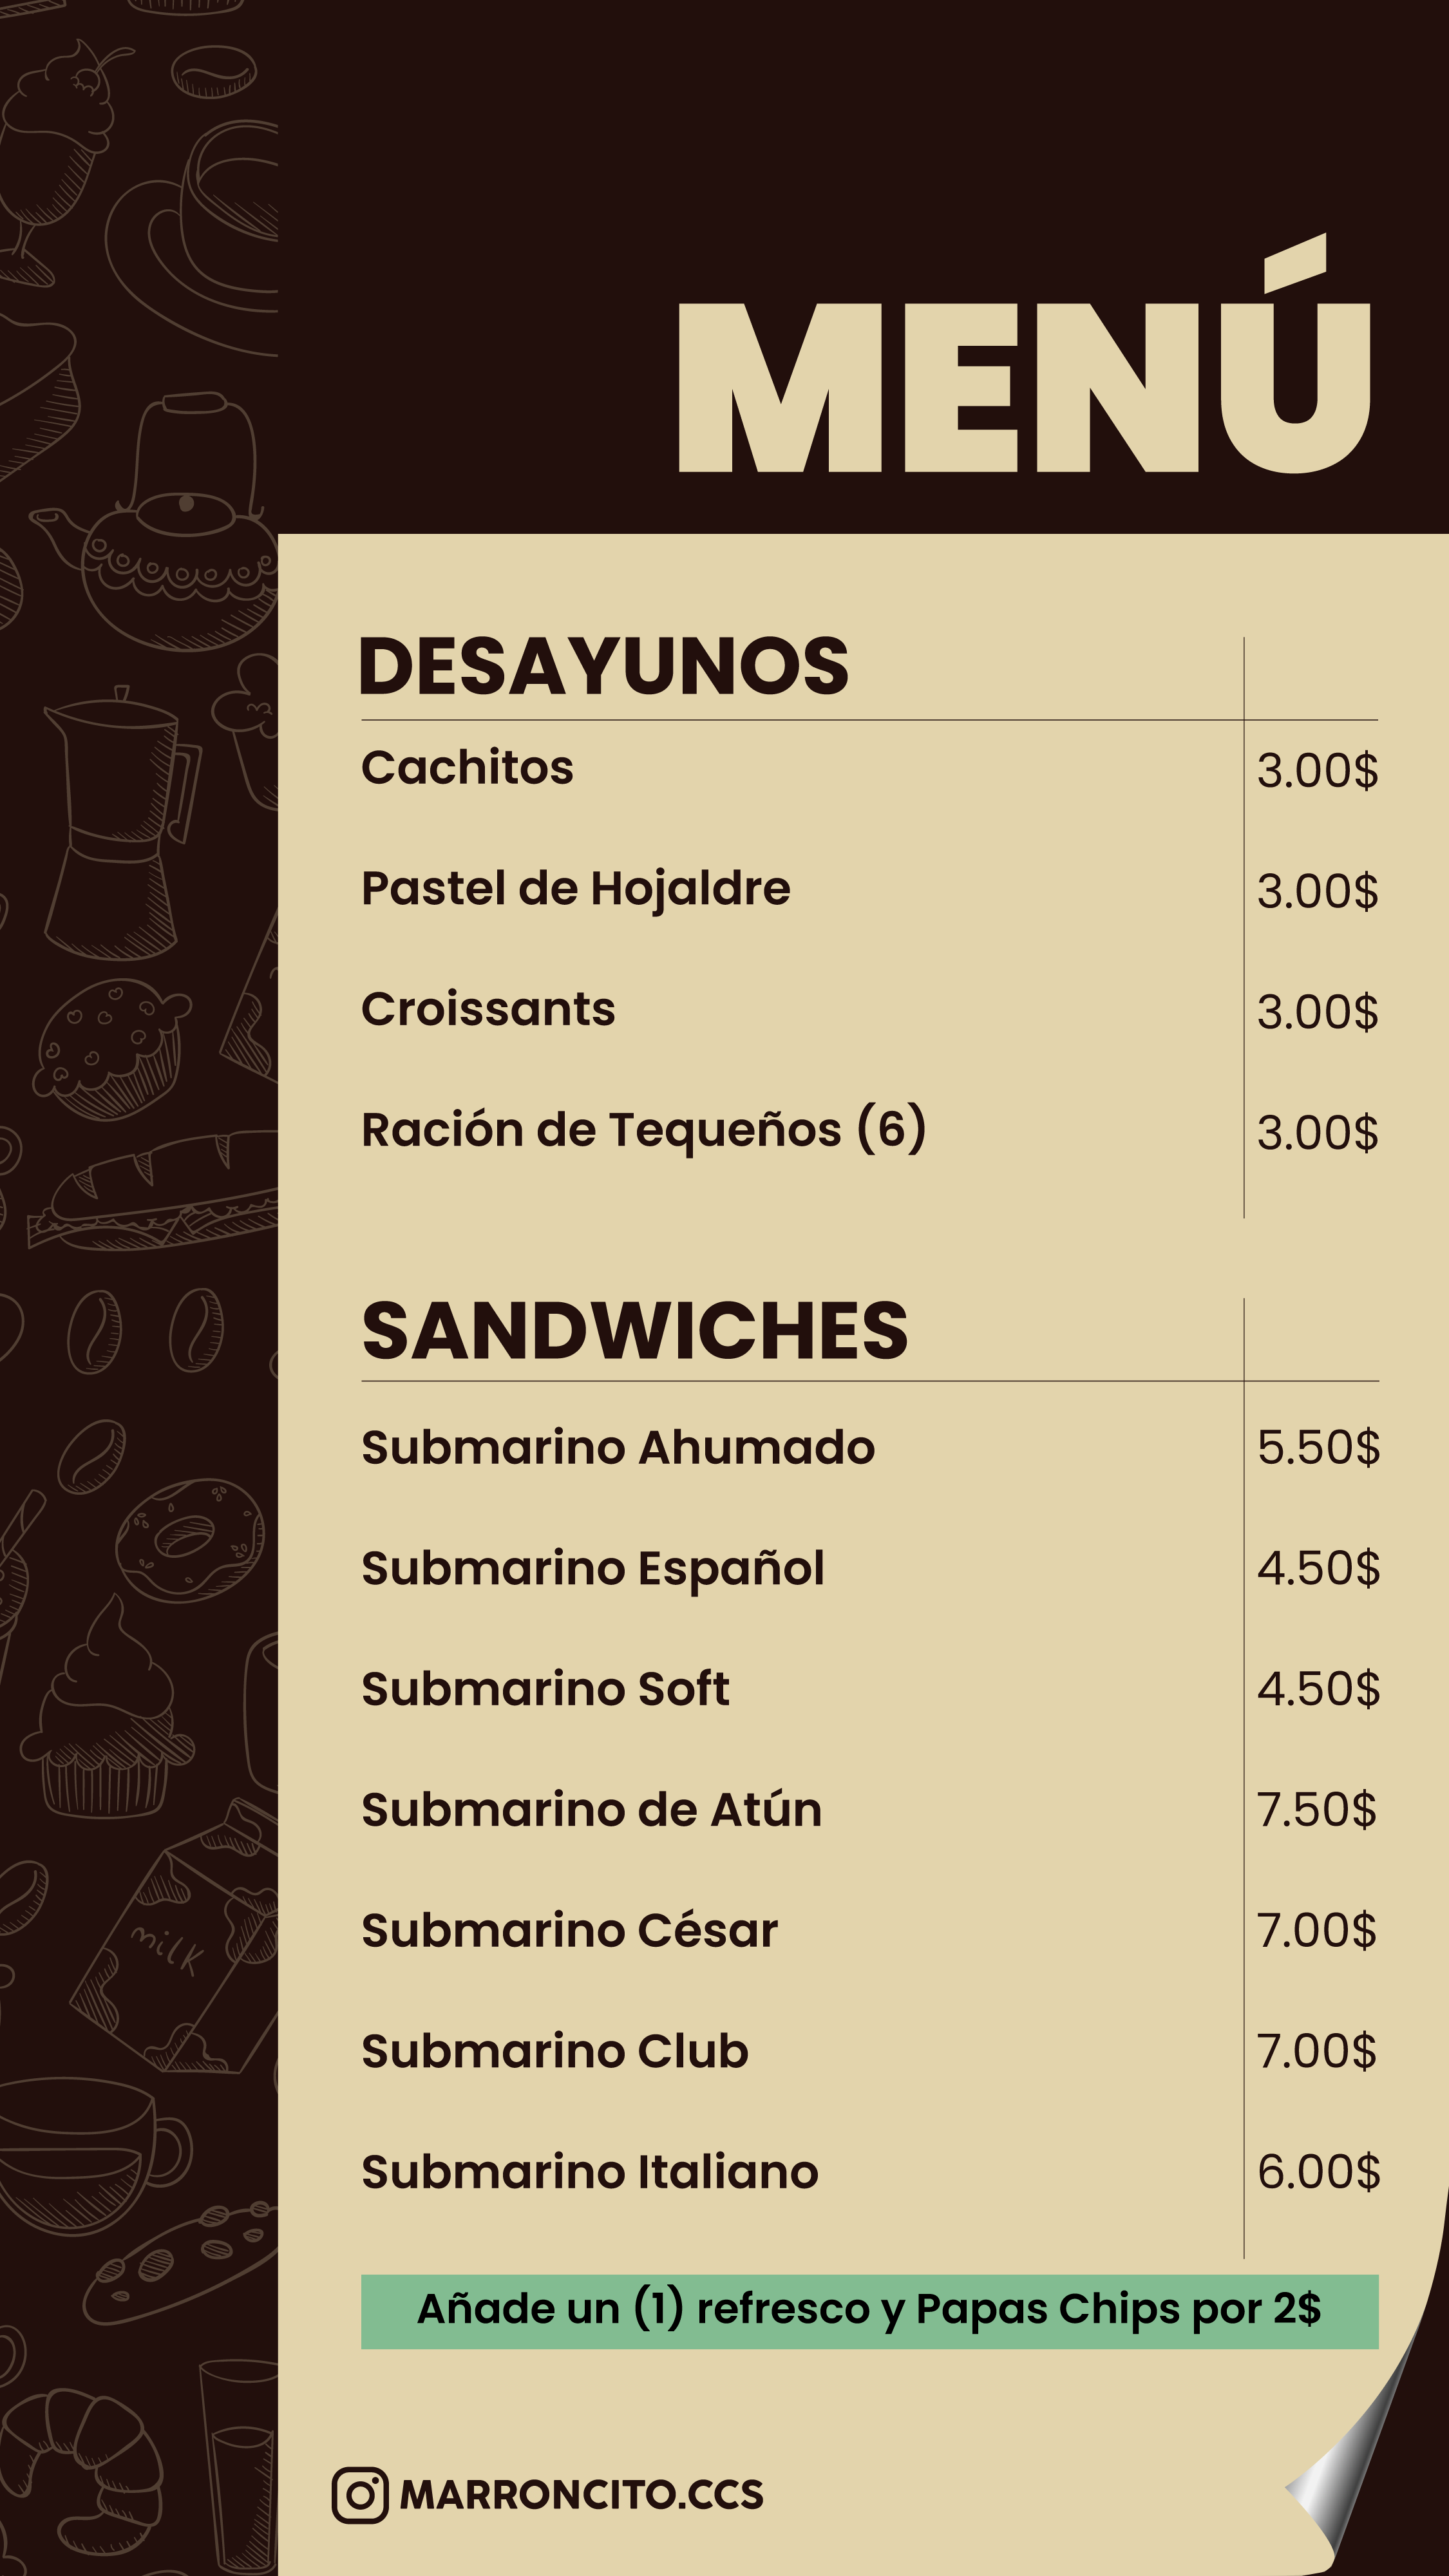 MENÚ
DESAYUNOS
Cachitos 3.00$
Pastel de Hojaldre 3.00$
Croissants 3.00$
Ración de Tequeños (6) 3.00$
SANDWICHES
Submarino Ahumado 5.50$
Submarino Español 4.50$
Submarino Soft 4.50$
Submarino de Atún 7.50$
Submarino César 7.00$
Submarino Club 7.00$
Submarino Italiano 6.00$
Añade un (1) refresco y Papas Chips por 2$
MARRONCITO.CCS
milk